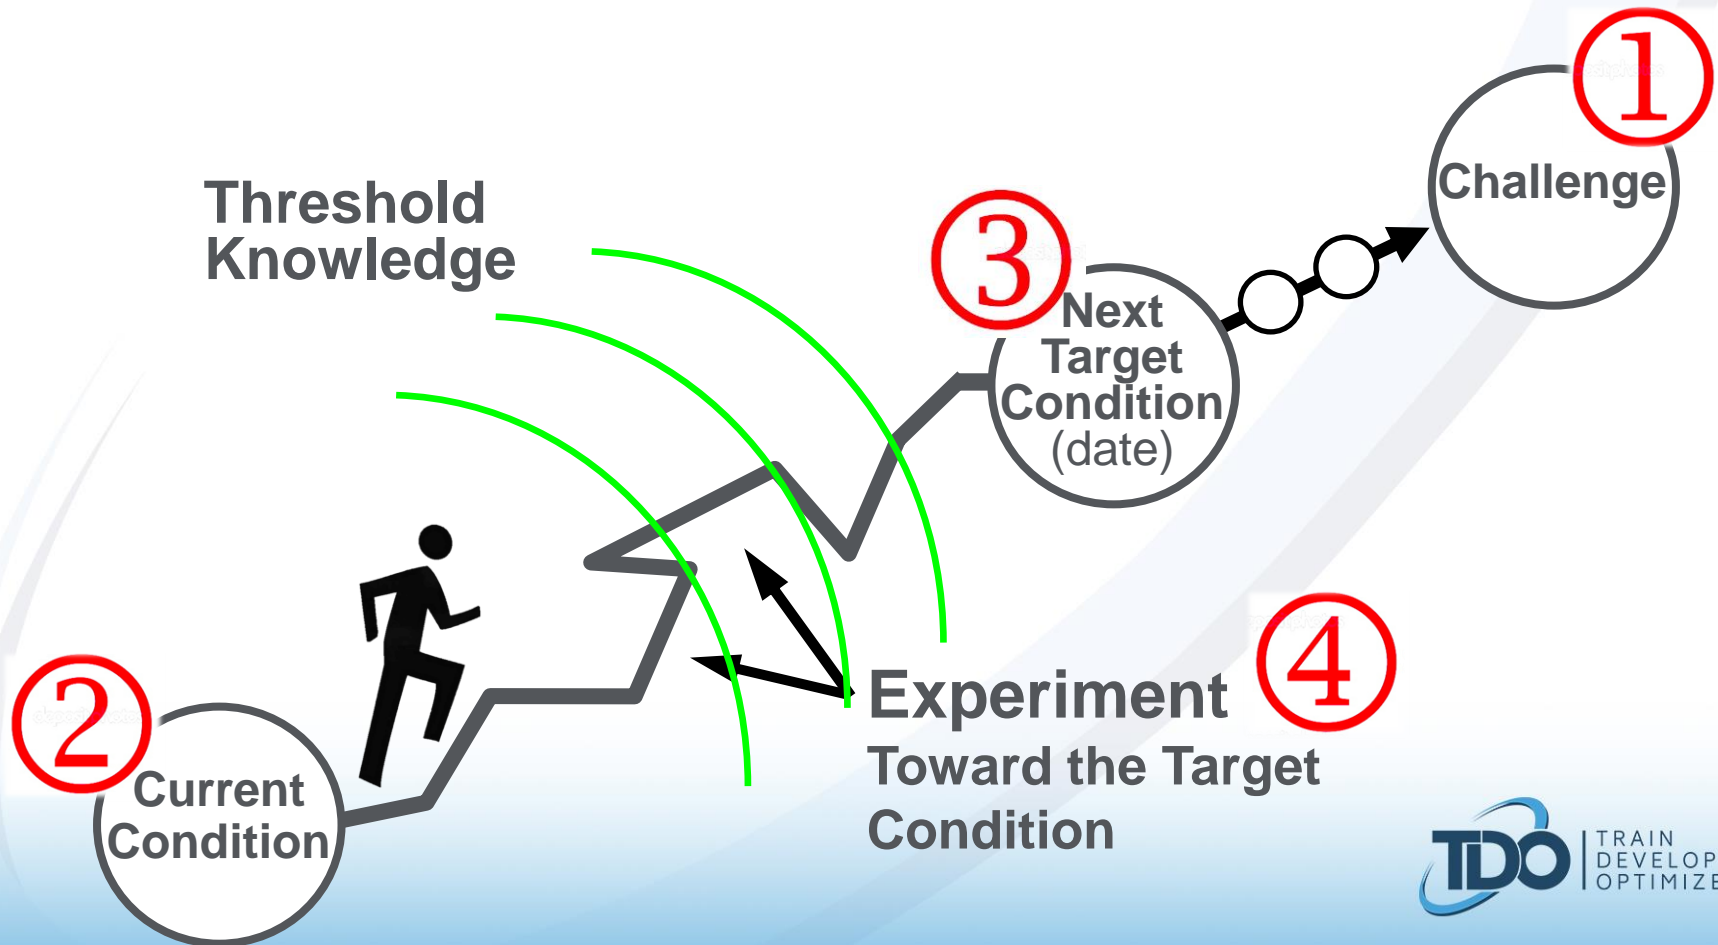 1
Challenge
Threshold
Knowledge
3
Next
Target
Condition
(date)
2
Current
Condition
Experiment
4
Toward the Target
Condition
TDO
TRAIN
DEVELOP
OPTIMIZE